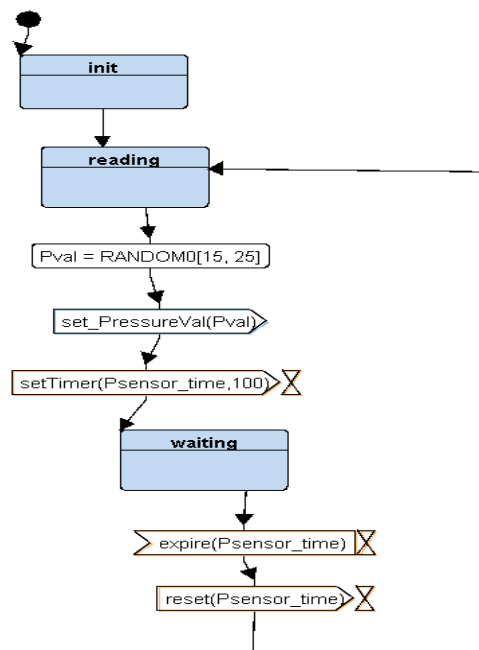 init
reading
Pval = RANDOM0[15, 25]
set_PressureVal(Pval)
setTimer(Psensor_time,100)
waiting
expire(Psensor_time)
reset(Psensor_time)